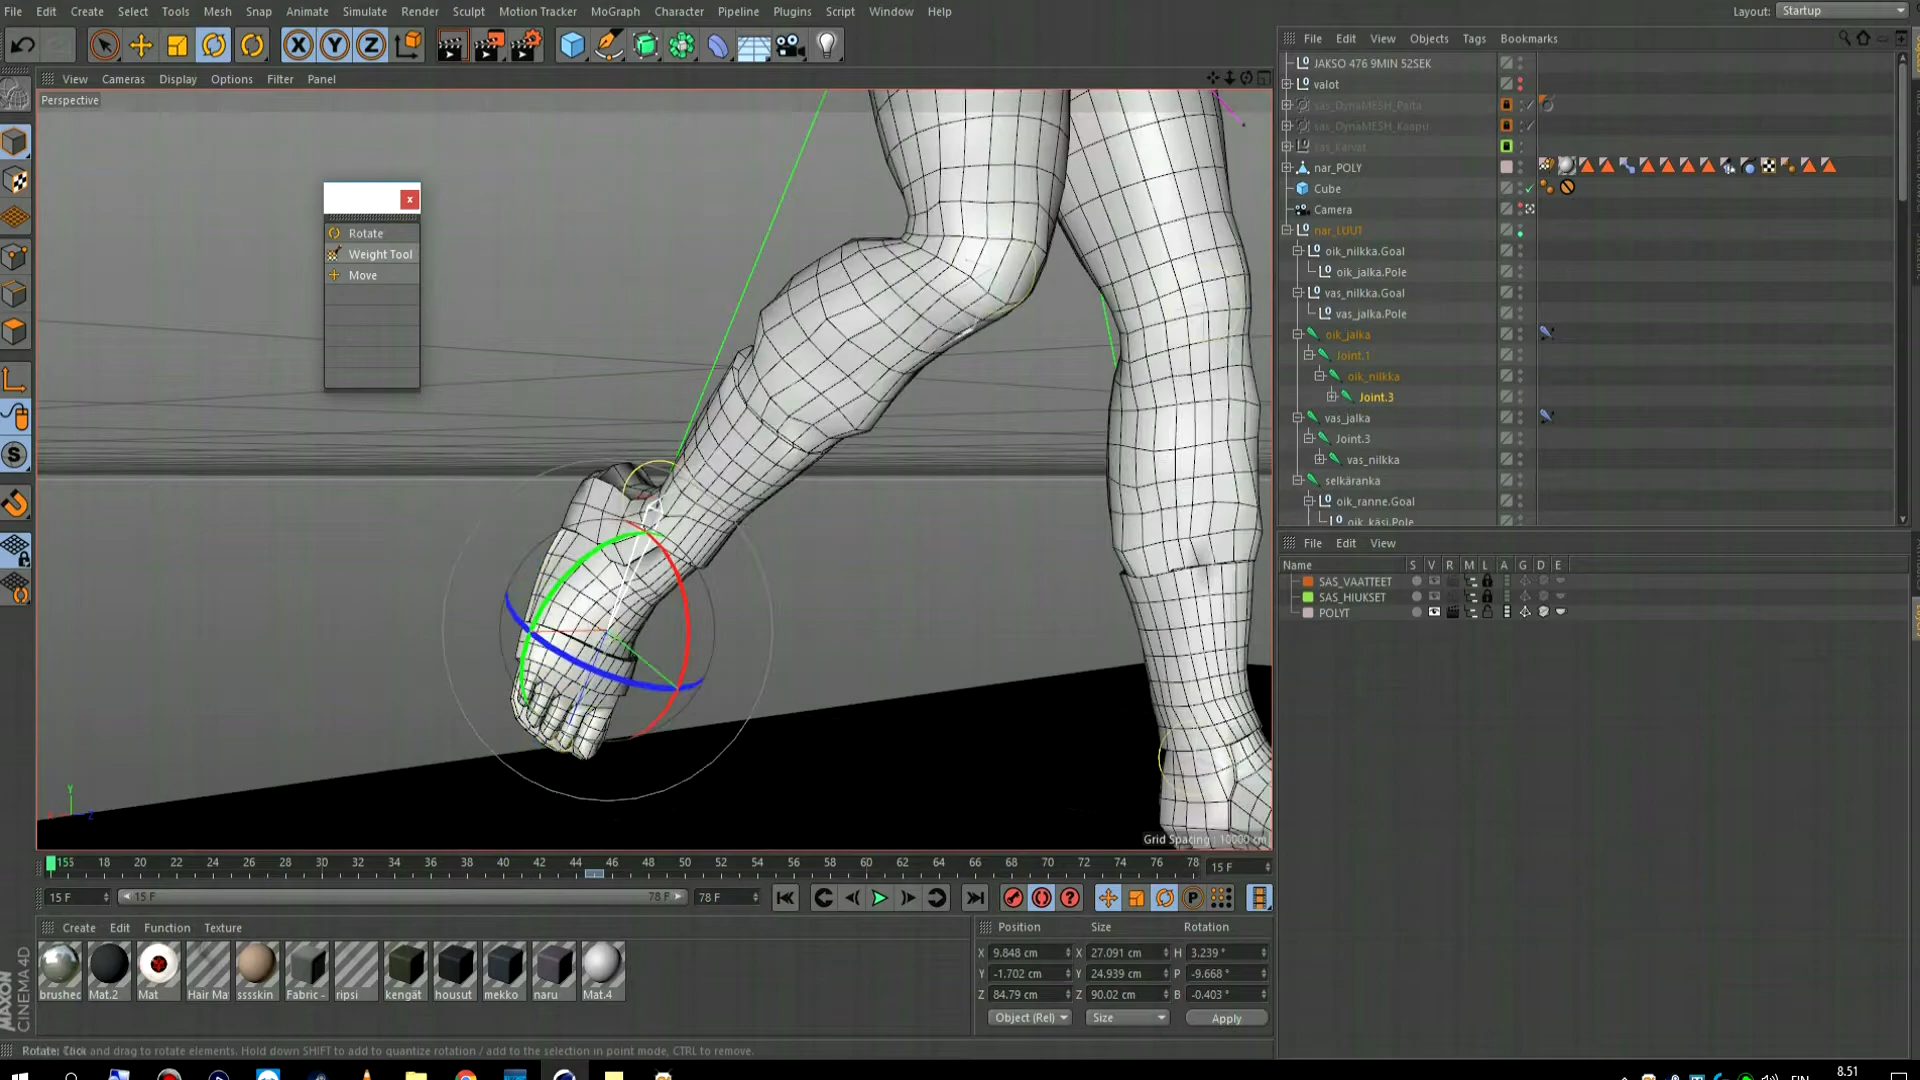 File Edit Create Select Tools Mesh Snap Animate Simulate Render Sculpt Motion Tracker MoGraph Character Pipeline Plugins Script Window Help
Layout: Startup
File Edit View Objects Tags Bookmarks
View Cameras Display Options Filter Panel
Perspective
JAKSO 476 9MIN 52SEK
valot
sas_DynaMESH_Paita
sas_DynaMESH_Kaapu
sas_Karvat
nar_POLY
Cube
Camera
nar_LUUT
oik_nilkka.Goal
oik_jalka.Pole
vas_nilkka.Goal
vas_jalka.Pole
oik_jalka
Joint.1
oik_nilkka
Joint.3
vas_jalka
Joint.3
vas_nilkka
selkäranka
oik_ranne.Goal
oik_käsi.Pole
x
Rotate
Weight Tool
Move
File Edit View
Name S V R M L A G D E
SAS_VAATTEET
SAS_HIUKSET
POLYT
Y
X Z
Grid Spacing : 10000 cm
155 18 20 22 24 26 28 30 32 34 36 38 40 42 44 46 48 50 52 54 56 58 60 62 64 66 68 70 72 74 76 78 15 F
15 F 15 F 78 F 78 F
Create Edit Function Texture
Position Size Rotation
X 9.848 cm X 27.091 cm H 3.239 °
Y -1.702 cm Y 24.939 cm P -9.668 °
Z 84.79 cm Z 90.02 cm B -0.403 °
Object (Rel) Size Apply
brushec Mat.2 Mat Hair Ma ssskin Fabric - ripsi kengät housut mekko naru Mat.4
MAXON CINEMA4D
Rotate: Click and drag to rotate elements. Hold down SHIFT to add to quantize rotation / add to the selection in point mode, CTRL to remove.
FIN 8.51